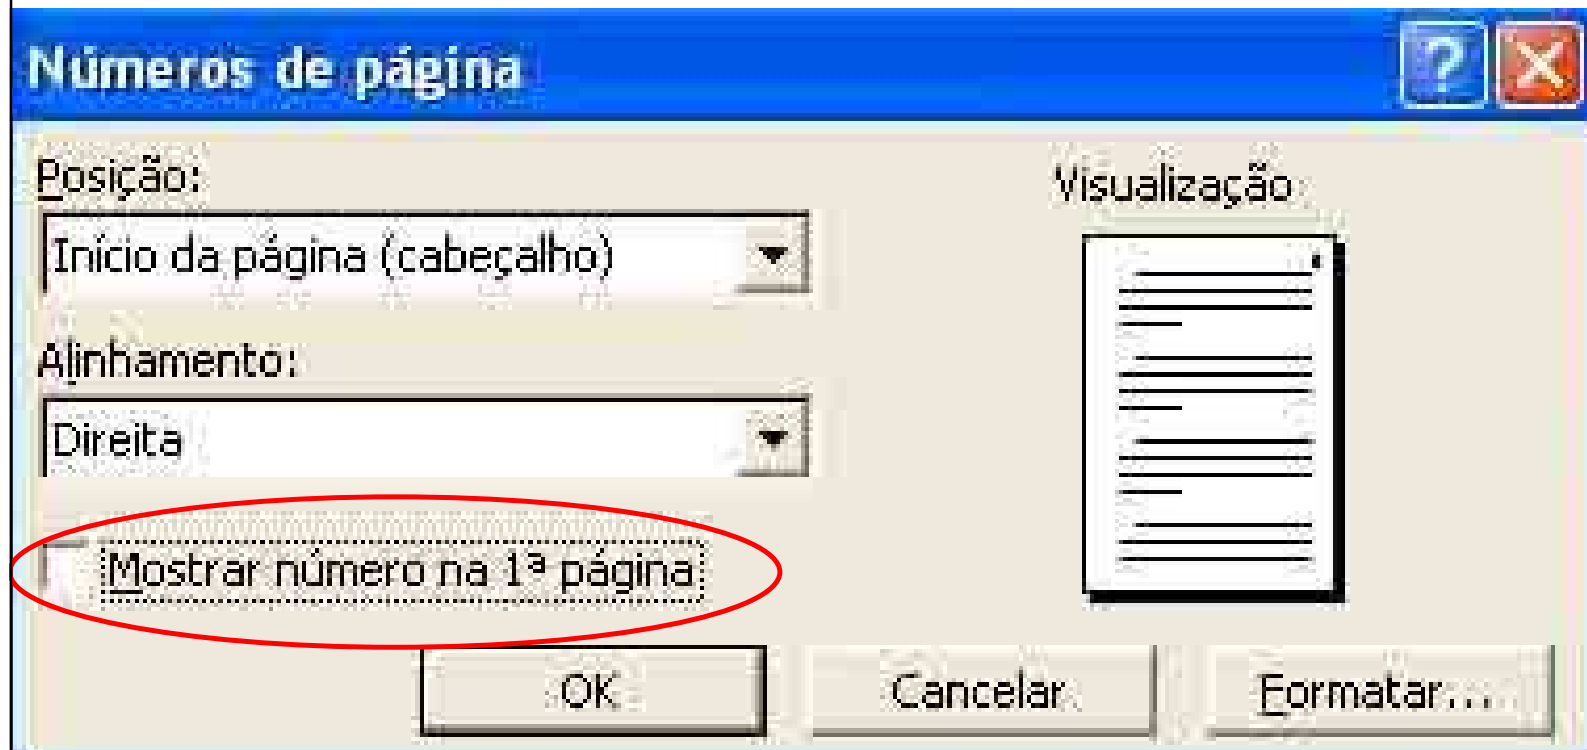 Números de página
Posição:
Visualização
Início da página (cabeçalho)
Alinhamento:
Direita
Mostrar número na 1ª página
OK
Cancelar
Formatar...